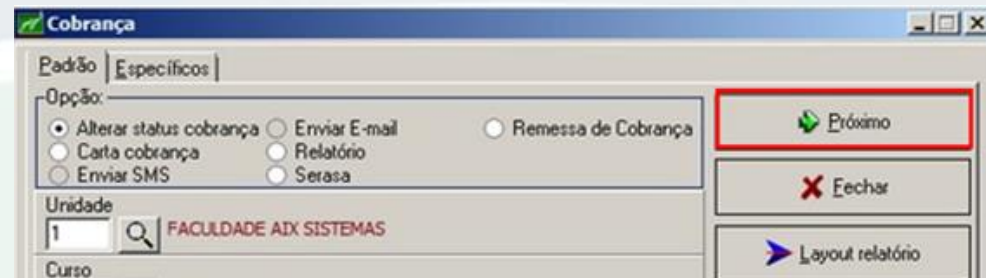 Cobrança
Padrão Específicos
Opção:
Alterar status cobrança Enviar E-mail Remessa de Cobrança
Carta cobrança Relatório
Enviar SMS Serasa
Próximo
Fechar
Unidade
1 FACULDADE AIX SISTEMAS
Layout relatório
Curso